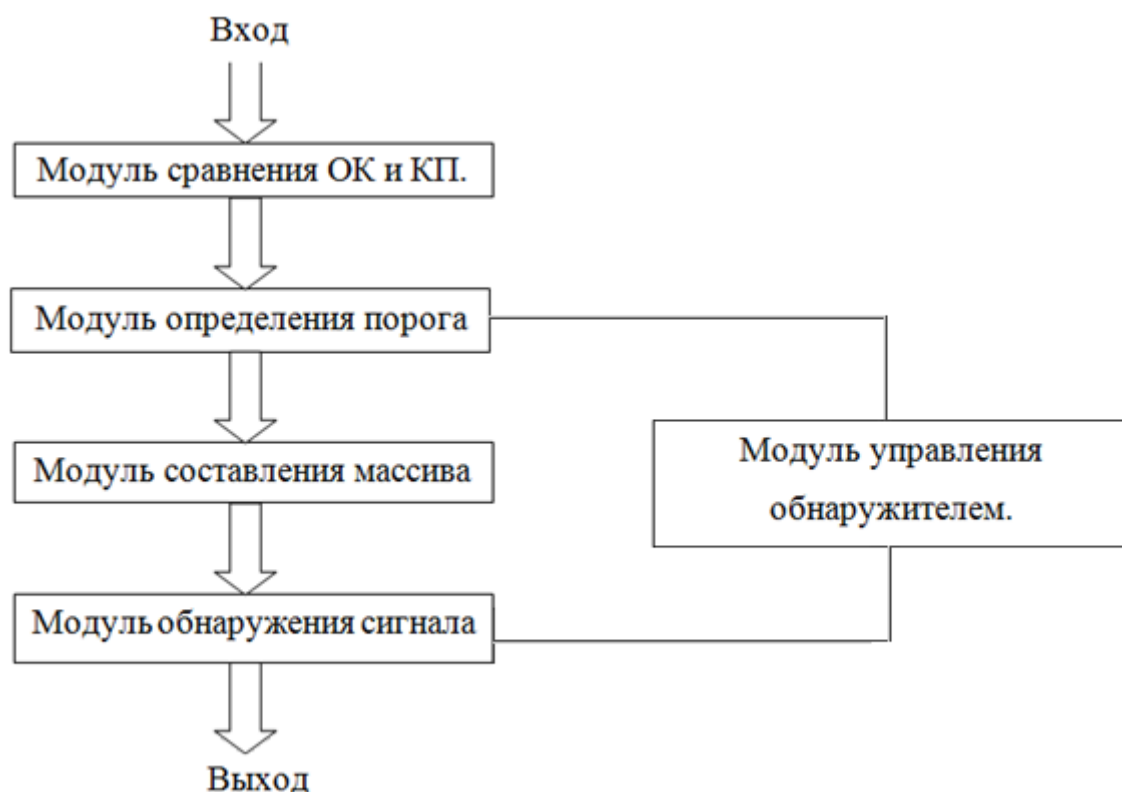 Вход
Модуль сравнения ОК и КП.
Модуль определения порога
Модуль составления массива
Модуль управления
обнаружителем.
Модуль обнаружения сигнала
Выход